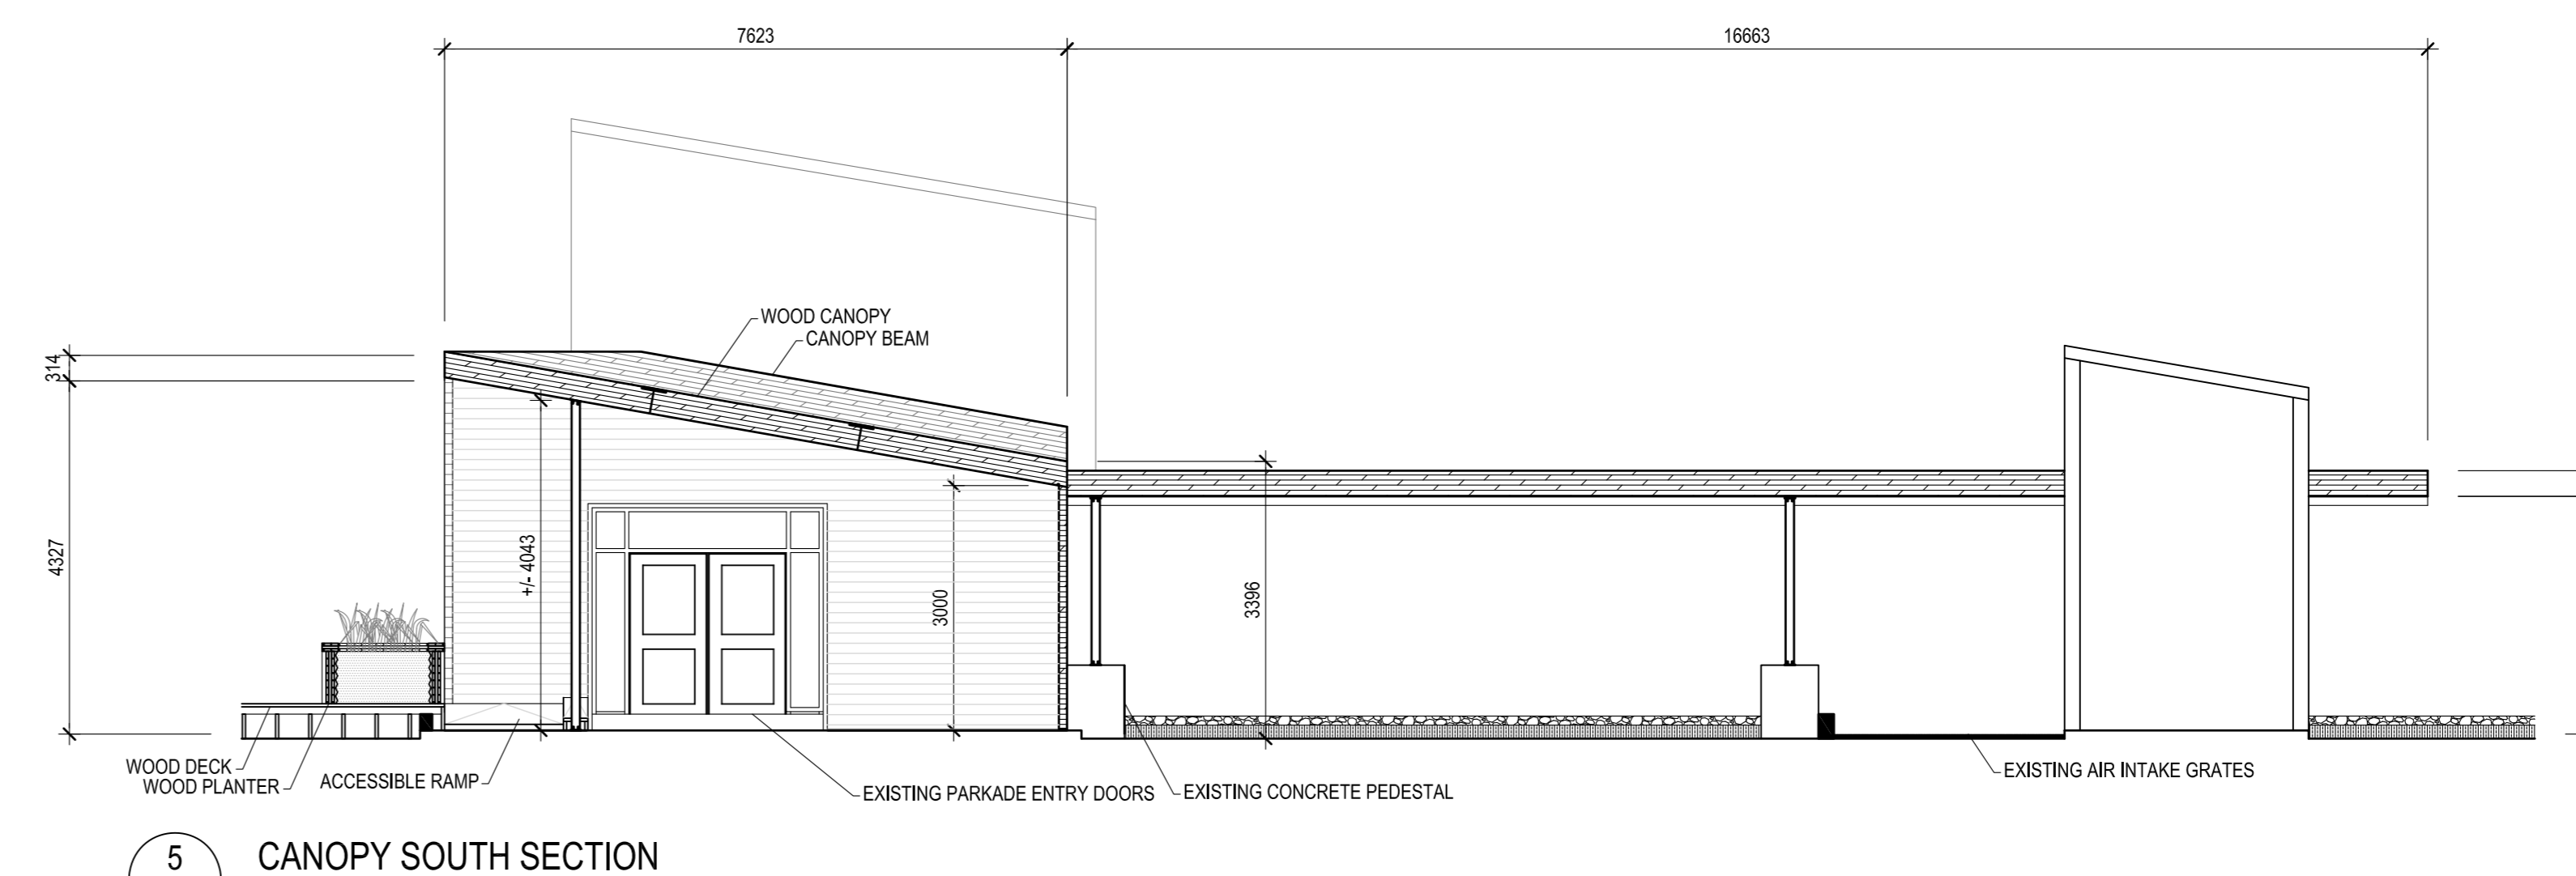 7623
16663
WOOD CANOPY
CANOPY BEAM
314
4327
+/- 4043
3000
3396
WOOD DECK
WOOD PLANTER
ACCESSIBLE RAMP
EXISTING PARKADE ENTRY DOORS
EXISTING CONCRETE PEDESTAL
EXISTING AIR INTAKE GRATES
5
CANOPY SOUTH SECTION